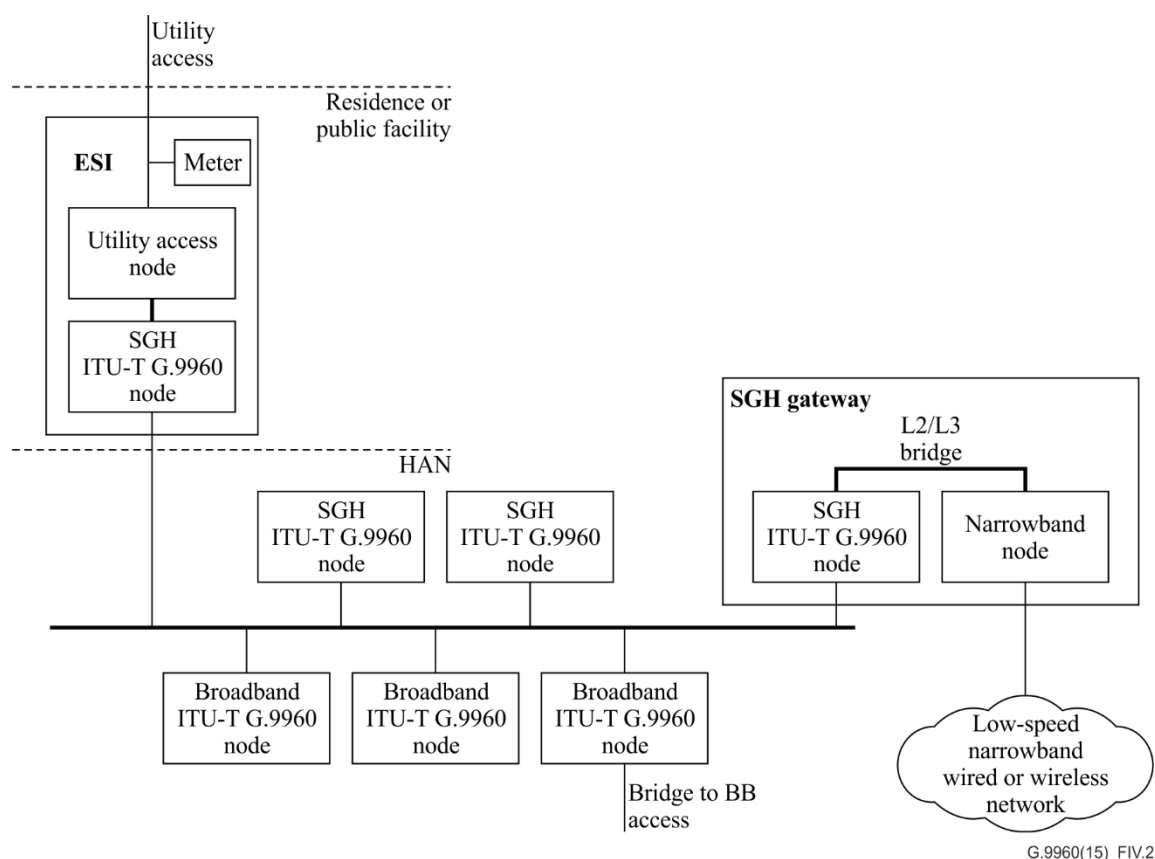 Utility
access
Residence or
public facility
ESI
Meter
Utility access
node
SGH
ITU-T G.9960
node
SGH gateway
L2/L3
bridge
HAN
SGH
ITU-T G.9960
node
SGH
ITU-T G.9960
node
SGH
ITU-T G.9960
node
Narrowband
node
Broadband
ITU-T G.9960
node
Broadband
ITU-T G.9960
node
Broadband
ITU-T G.9960
node
Low-speed
narrowband
wired or wireless
network
Bridge to BB
access
G.9960(15)_FIV.2